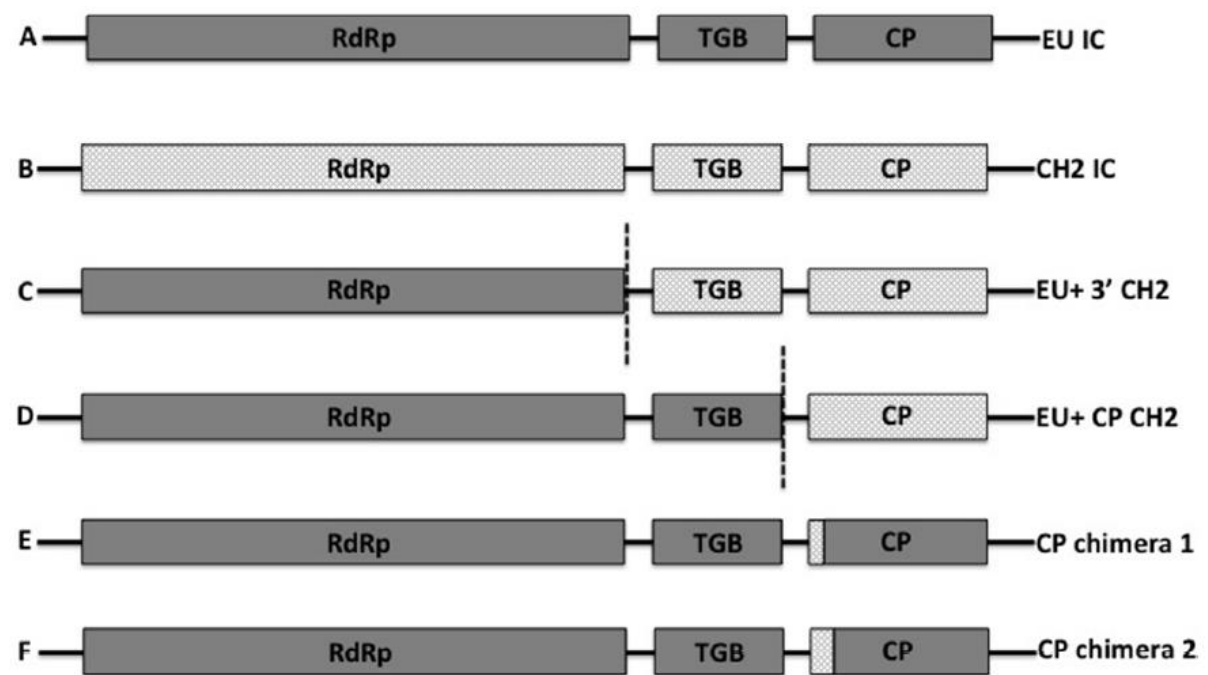 A RdRp TGB CP EU IC
B RdRp TGB CP CH2 IC
C RdRp TGB CP EU+ 3’ CH2
D RdRp TGB CP EU+ CP CH2
E RdRp TGB CP CP chimera 1
F RdRp TGB CP CP chimera 2